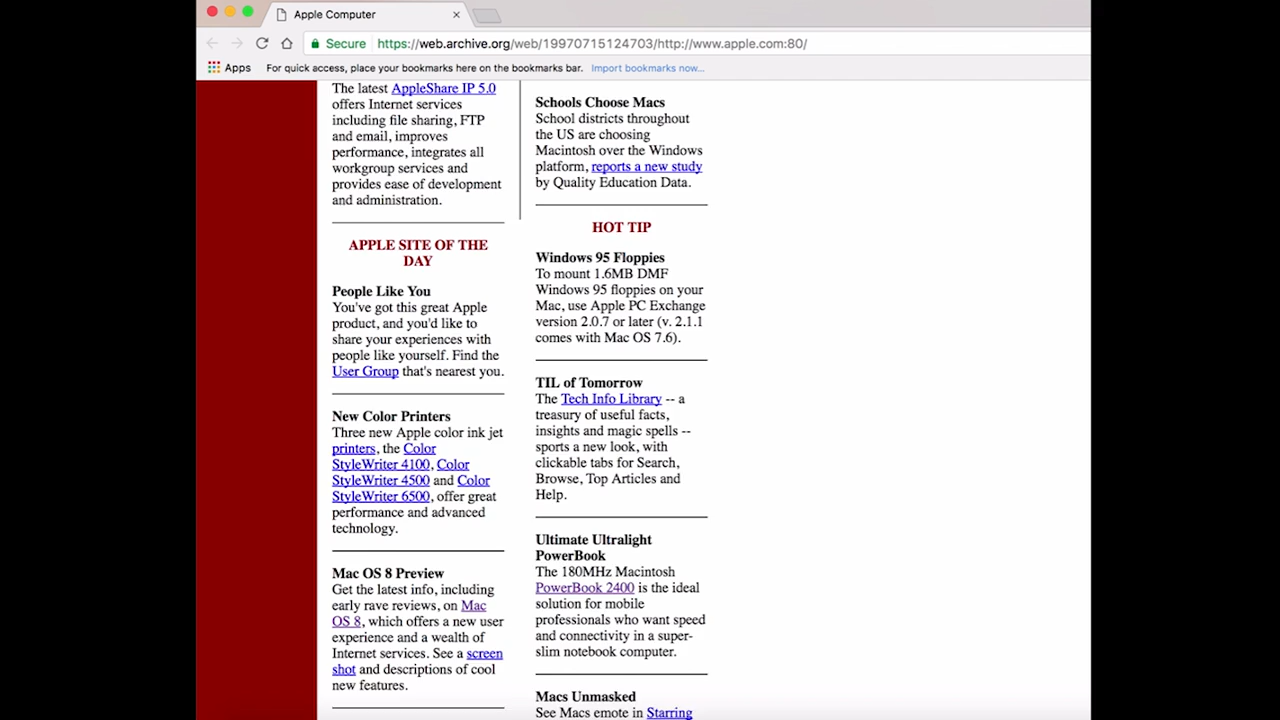 Apple Computer
Secure https://web.archive.org/web/19970715124703/http://www.apple.com:80/
Apps For quick access, place your bookmarks here on the bookmarks bar. Import bookmarks now...
The latest AppleShare IP 5.0
offers Internet services
including file sharing, FTP
and email, improves
performance, integrates all
workgroup services and
provides ease of development
and administration.
APPLE SITE OF THE
DAY
People Like You
You've got this great Apple
product, and you'd like to
share your experiences with
people like yourself. Find the
User Group that's nearest you.
New Color Printers
Three new Apple color ink jet
printers, the Color
StyleWriter 4100, Color
StyleWriter 4500 and Color
StyleWriter 6500, offer great
performance and advanced
technology.
Mac OS 8 Preview
Get the latest info, including
early rave reviews, on Mac
OS 8, which offers a new user
experience and a wealth of
Internet services. See a screen
shot and descriptions of cool
new features.
Schools Choose Macs
School districts throughout
the US are choosing
Macintosh over the Windows
platform, reports a new study
by Quality Education Data.
HOT TIP
Windows 95 Floppies
To mount 1.6MB DMF
Windows 95 floppies on your
Mac, use Apple PC Exchange
version 2.0.7 or later (v. 2.1.1
comes with Mac OS 7.6).
TIL of Tomorrow
The Tech Info Library -- a
treasury of useful facts,
insights and magic spells --
sports a new look, with
clickable tabs for Search,
Browse, Top Articles and
Help.
Ultimate Ultralight
PowerBook
The 180MHz Macintosh
PowerBook 2400 is the ideal
solution for mobile
professionals who want speed
and connectivity in a super-
slim notebook computer.
Macs Unmasked
See Macs emote in Starring